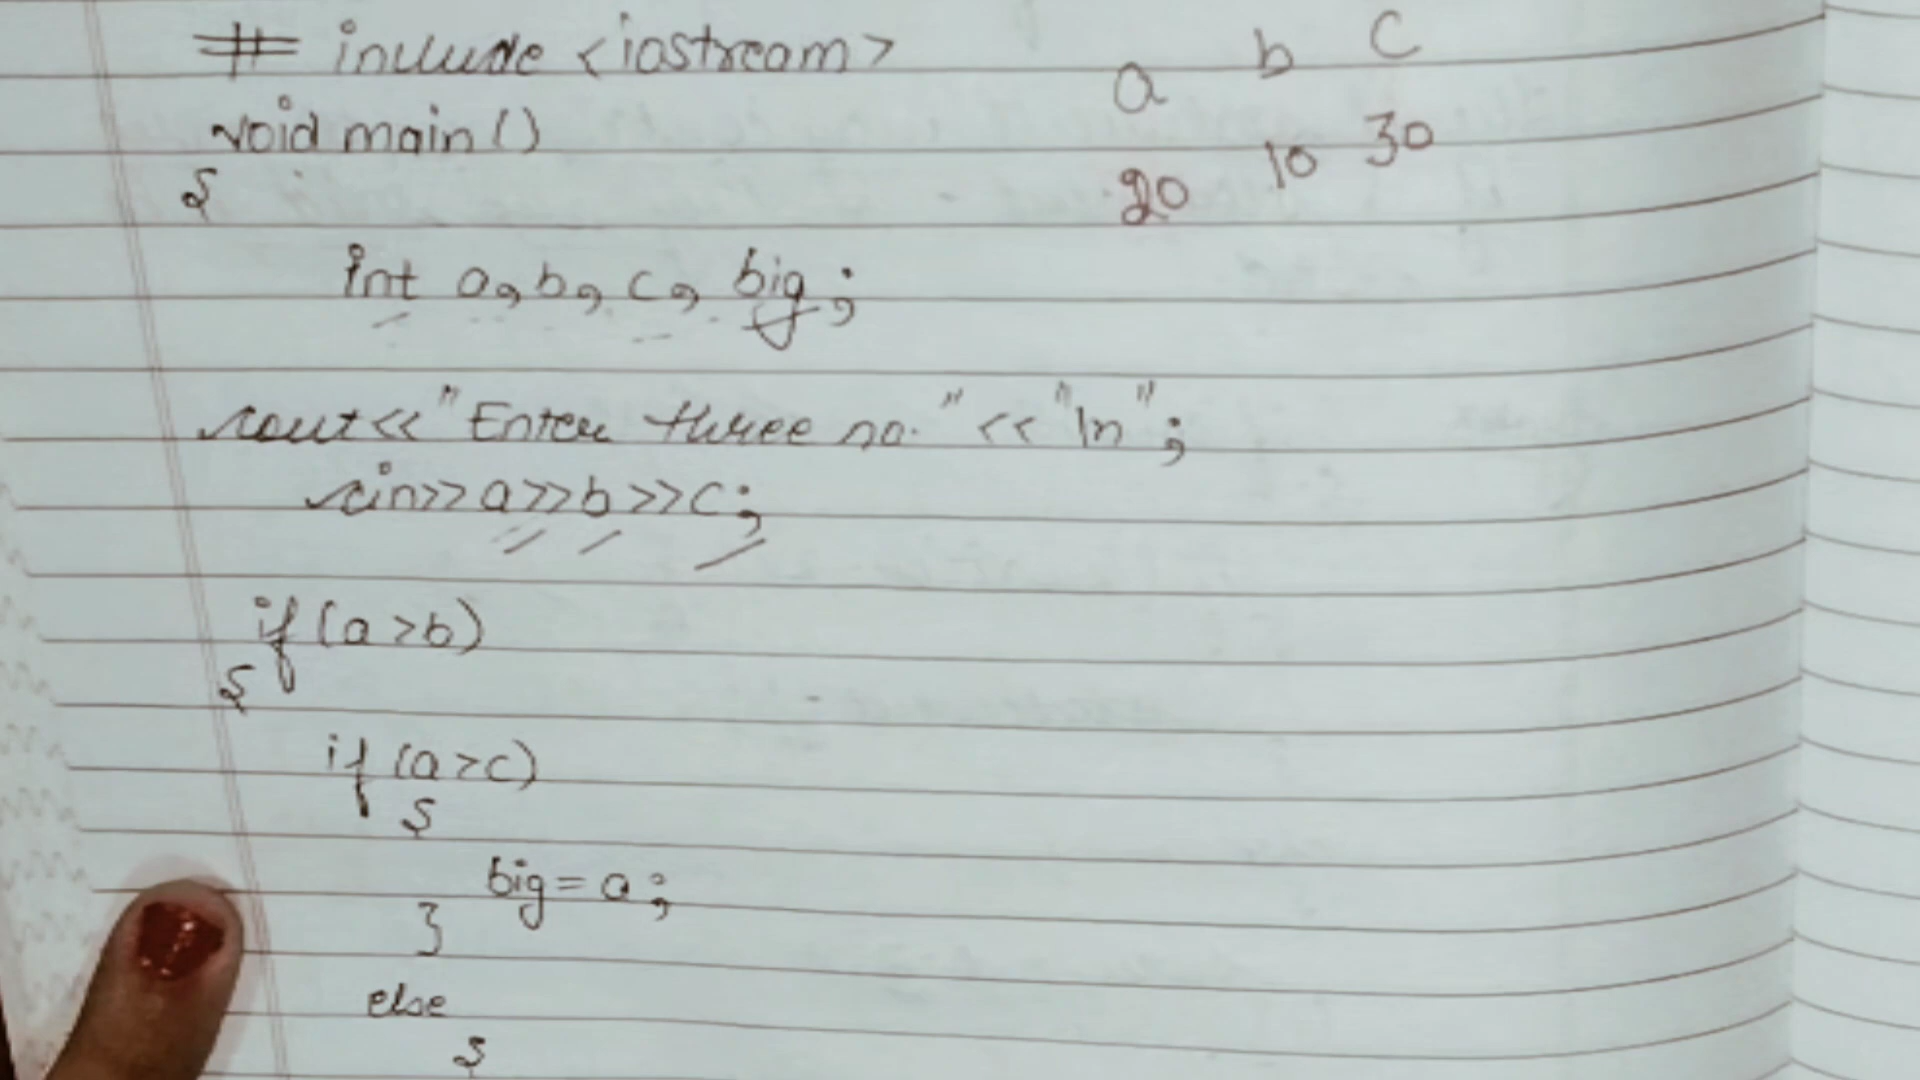 # include <iostream>
void main()
{
int a, b, c, big;
cout<<"Enter three no."<<"\n";
cin>>a>>b>>c;
if(a>b)
{
if (a>c)
{
big=a;
}
else
{
a b c
20 10 30